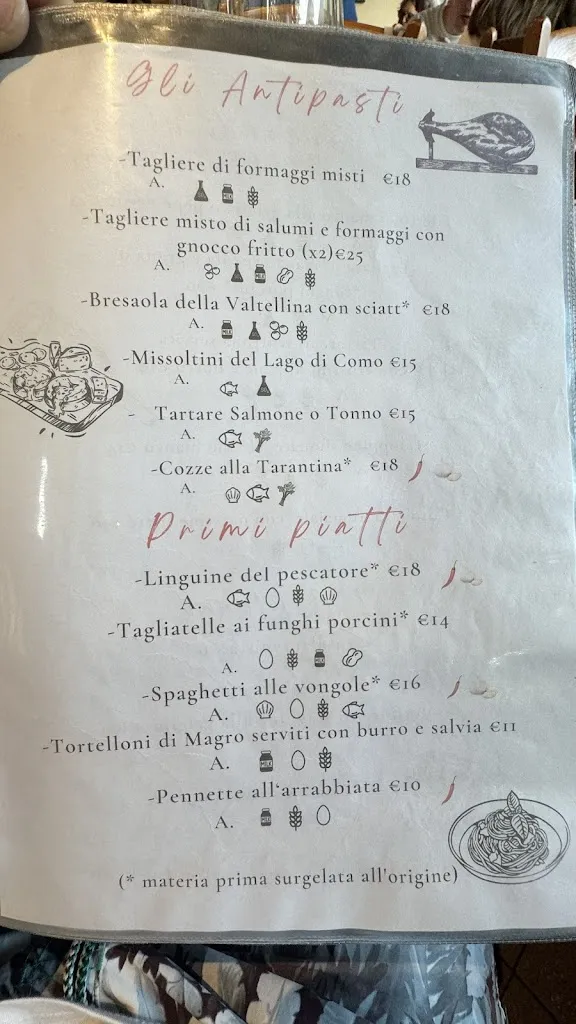 Gli Antipasti
-Tagliere di formaggi misti €18
A.
-Tagliere misto di salumi e formaggi con
gnocco fritto (x2)€25
A.
-Bresaola della Valtellina con sciatt* €18
A.
-Missoltini del Lago di Como €15
A.
- Tartare Salmone o Tonno €15
A.
-Cozze alla Tarantina* €18
A.
Primi piatti
-Linguine del pescatore* €18
A.
-Tagliatelle ai funghi porcini* €14
A.
-Spaghetti alle vongole* €16
A.
-Tortelloni di Magro serviti con burro e salvia €11
A.
-Pennette all'arrabbiata €10
A.
(* materia prima surgelata all'origine)